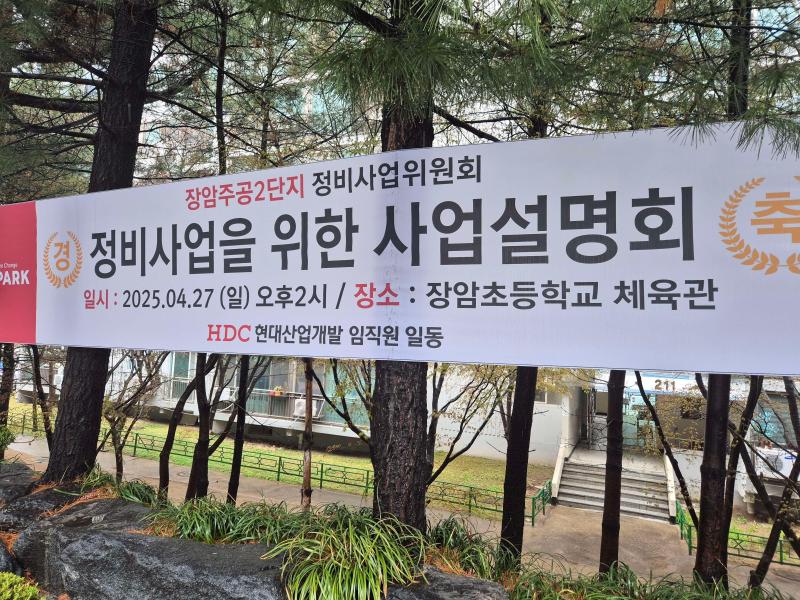 장암주공2단지 정비사업위원회
경 정비사업을 위한 사업설명회 축
PARK
일시 : 2025.04.27 (일) 오후2시 / 장소 : 장암초등학교 체육관
HDC 현대산업개발 임직원 일동
211